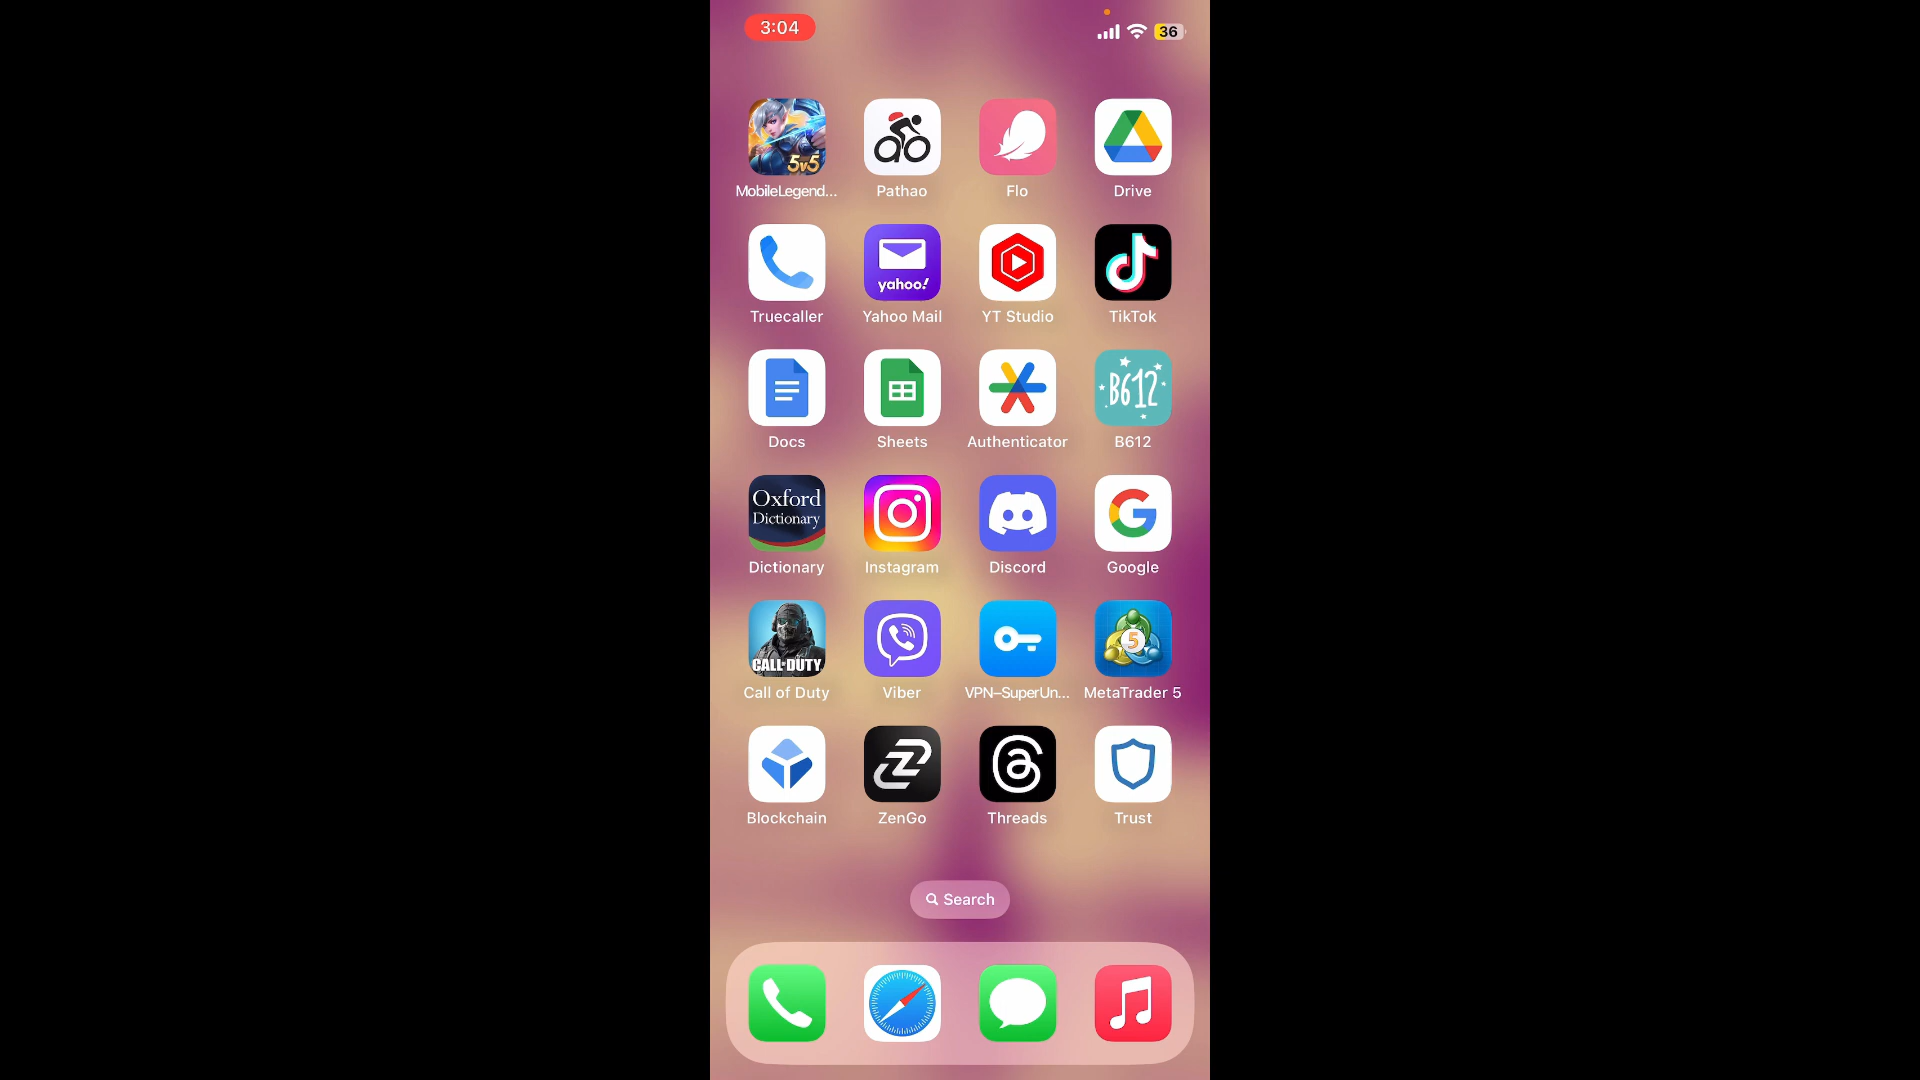 3:04
36
5v5
MobileLegend...
Pathao
Flo
Drive
yahoo!
Truecaller
Yahoo Mail
YT Studio
TikTok
B612
Docs
Sheets
Authenticator
B612
Oxford
Dictionary
Dictionary
Instagram
Discord
Google
CALL OF DUTY
5
Call of Duty
Viber
VPN–SuperUn...
MetaTrader 5
Blockchain
ZenGo
Threads
Trust
Search